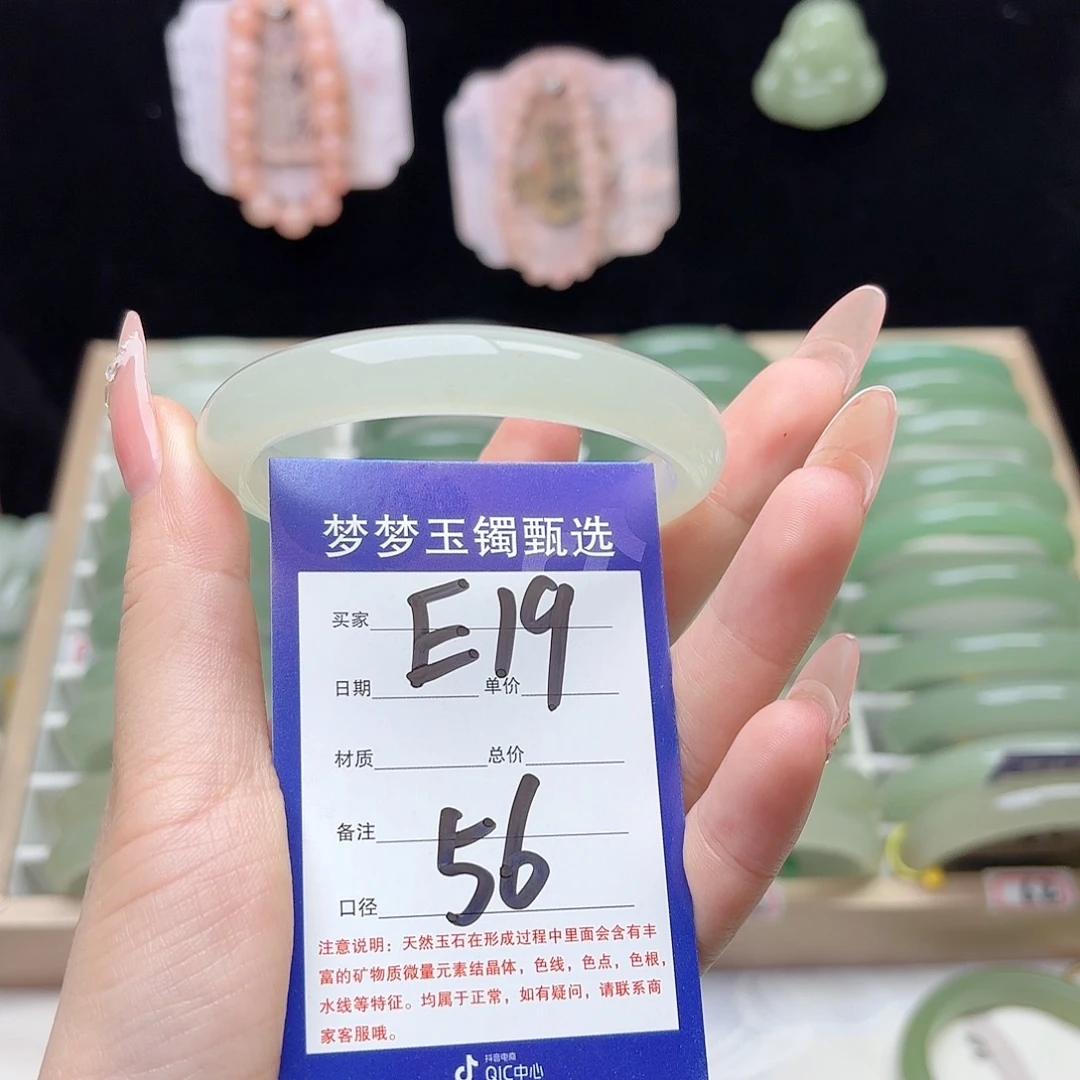 梦梦玉镯甄选
买家 E19
日期 单价
材质 总价
备注 56
口径
注意说明：天然玉石在形成过程中里面会含有丰
富的矿物质微量元素结晶体，色线，色点，色根，
水线等特征。均属于正常，如有疑问，请联系商
家客服哦。
抖音电商
QIC中心